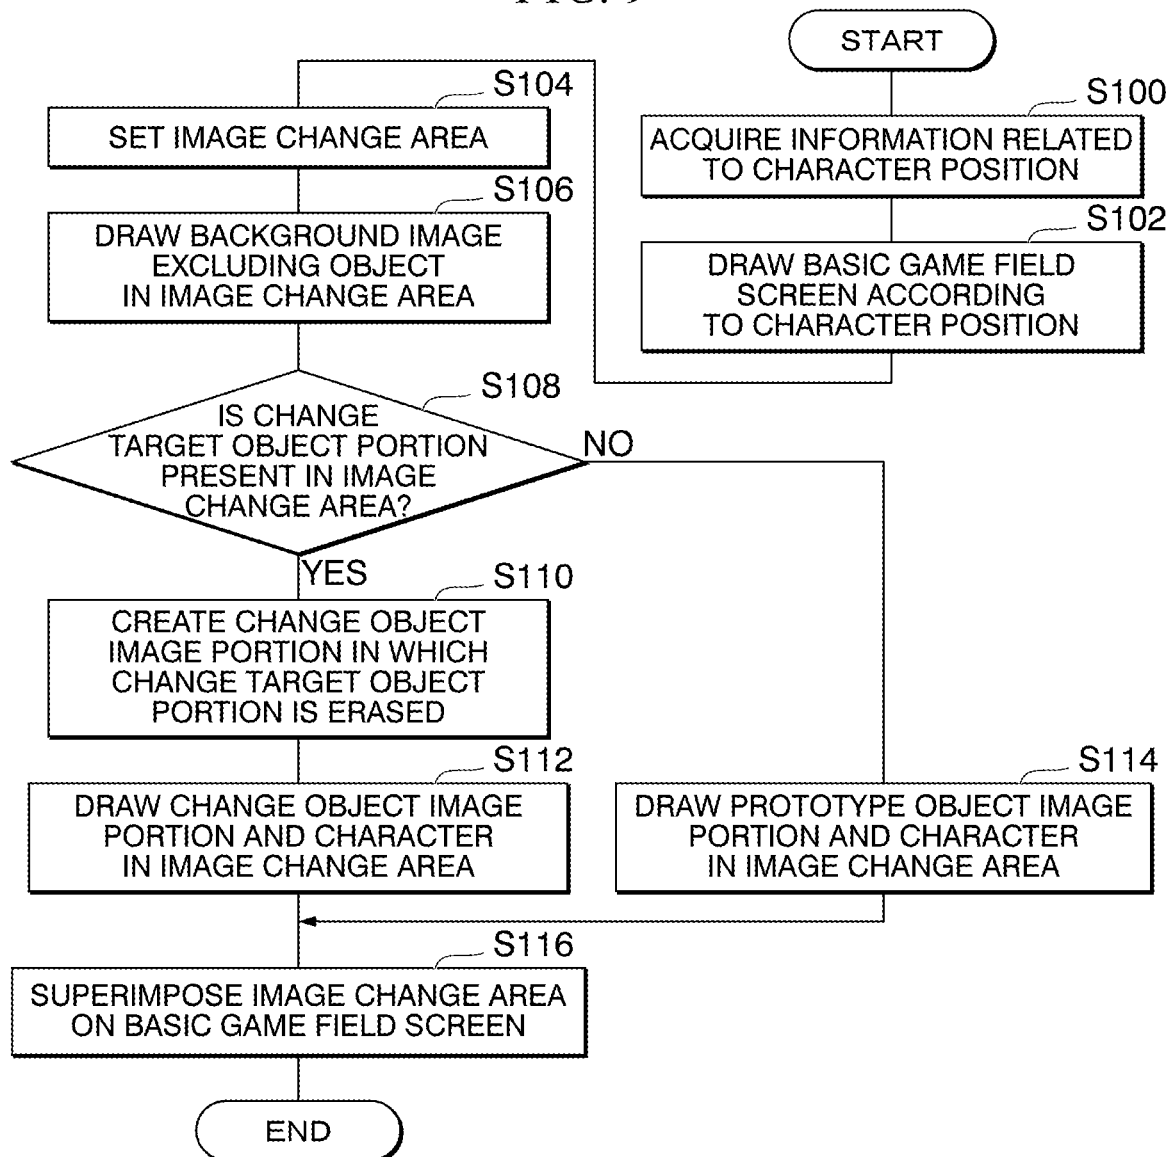 START
S100
ACQUIRE INFORMATION RELATED
TO CHARACTER POSITION
S102
DRAW BASIC GAME FIELD
SCREEN ACCORDING
TO CHARACTER POSITION
S104
SET IMAGE CHANGE AREA
S106
DRAW BACKGROUND IMAGE
EXCLUDING OBJECT
IN IMAGE CHANGE AREA
S108
IS CHANGE
TARGET OBJECT PORTION
PRESENT IN IMAGE
CHANGE AREA?
NO
YES
S110
CREATE CHANGE OBJECT
IMAGE PORTION IN WHICH
CHANGE TARGET OBJECT
PORTION IS ERASED
S112
DRAW CHANGE OBJECT IMAGE
PORTION AND CHARACTER
IN IMAGE CHANGE AREA
S114
DRAW PROTOTYPE OBJECT IMAGE
PORTION AND CHARACTER
IN IMAGE CHANGE AREA
S116
SUPERIMPOSE IMAGE CHANGE AREA
ON BASIC GAME FIELD SCREEN
END